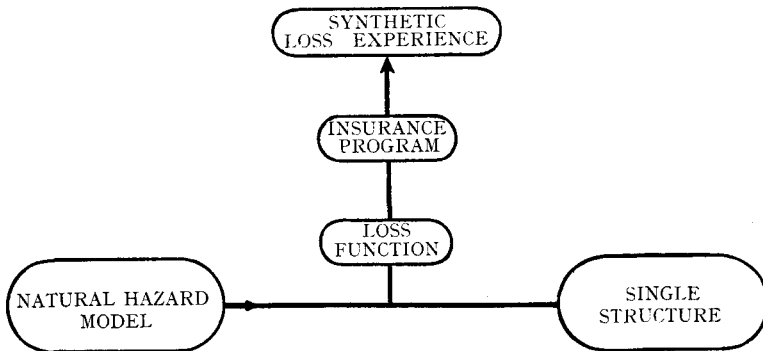 SYNTHETIC
LOSS EXPERIENCE
INSURANCE
PROGRAM
LOSS
FUNCTION
NATURAL HAZARD
MODEL
SINGLE
STRUCTURE